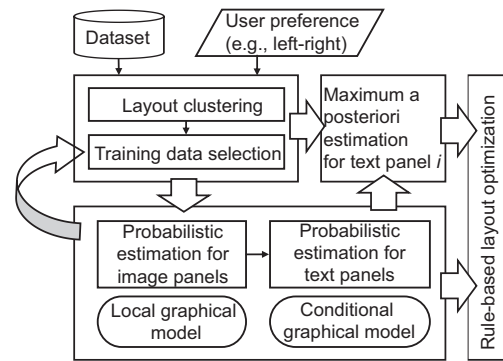 Dataset
User preference
(e.g., left-right)
Layout clustering
Training data selection
Maximum a
posteriori
estimation
for text panel i
Probabilistic
estimation for
image panels
Probabilistic
estimation for
text panels
Local graphical
model
Conditional
graphical model
Rule-based layout optimization